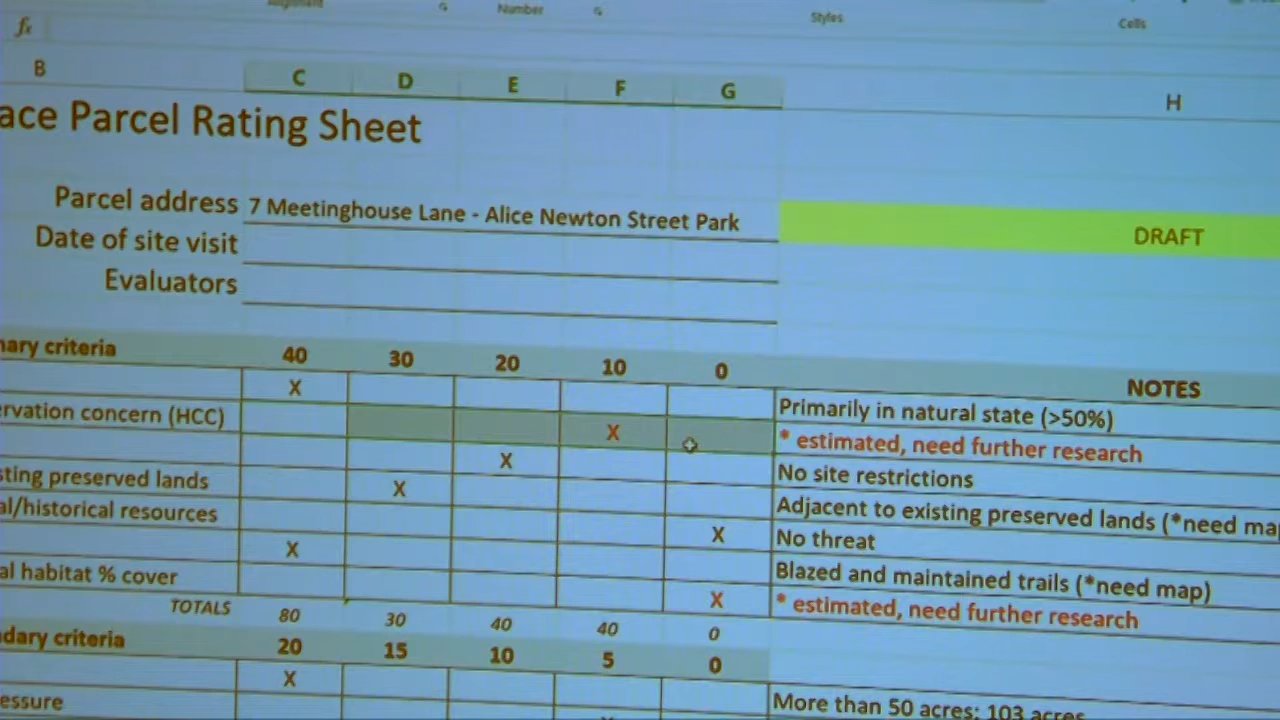 Number
Styles
Cells
fx
B C D E F G H
ace Parcel Rating Sheet
Parcel address 7 Meetinghouse Lane - Alice Newton Street Park
DRAFT
Date of site visit
Evaluators
nary criteria 40 30 20 10 0 NOTES
X Primarily in natural state (>50%)
ervation concern (HCC) X * estimated, need further research
X No site restrictions
sting preserved lands X Adjacent to existing preserved lands (*need ma
al/historical resources X No threat
X Blazed and maintained trails (*need map)
al habitat % cover X * estimated, need further research
TOTALS 80 30 40 40 0
ndary criteria 20 15 10 5 0
X More than 50 acres; 103 acres
essure